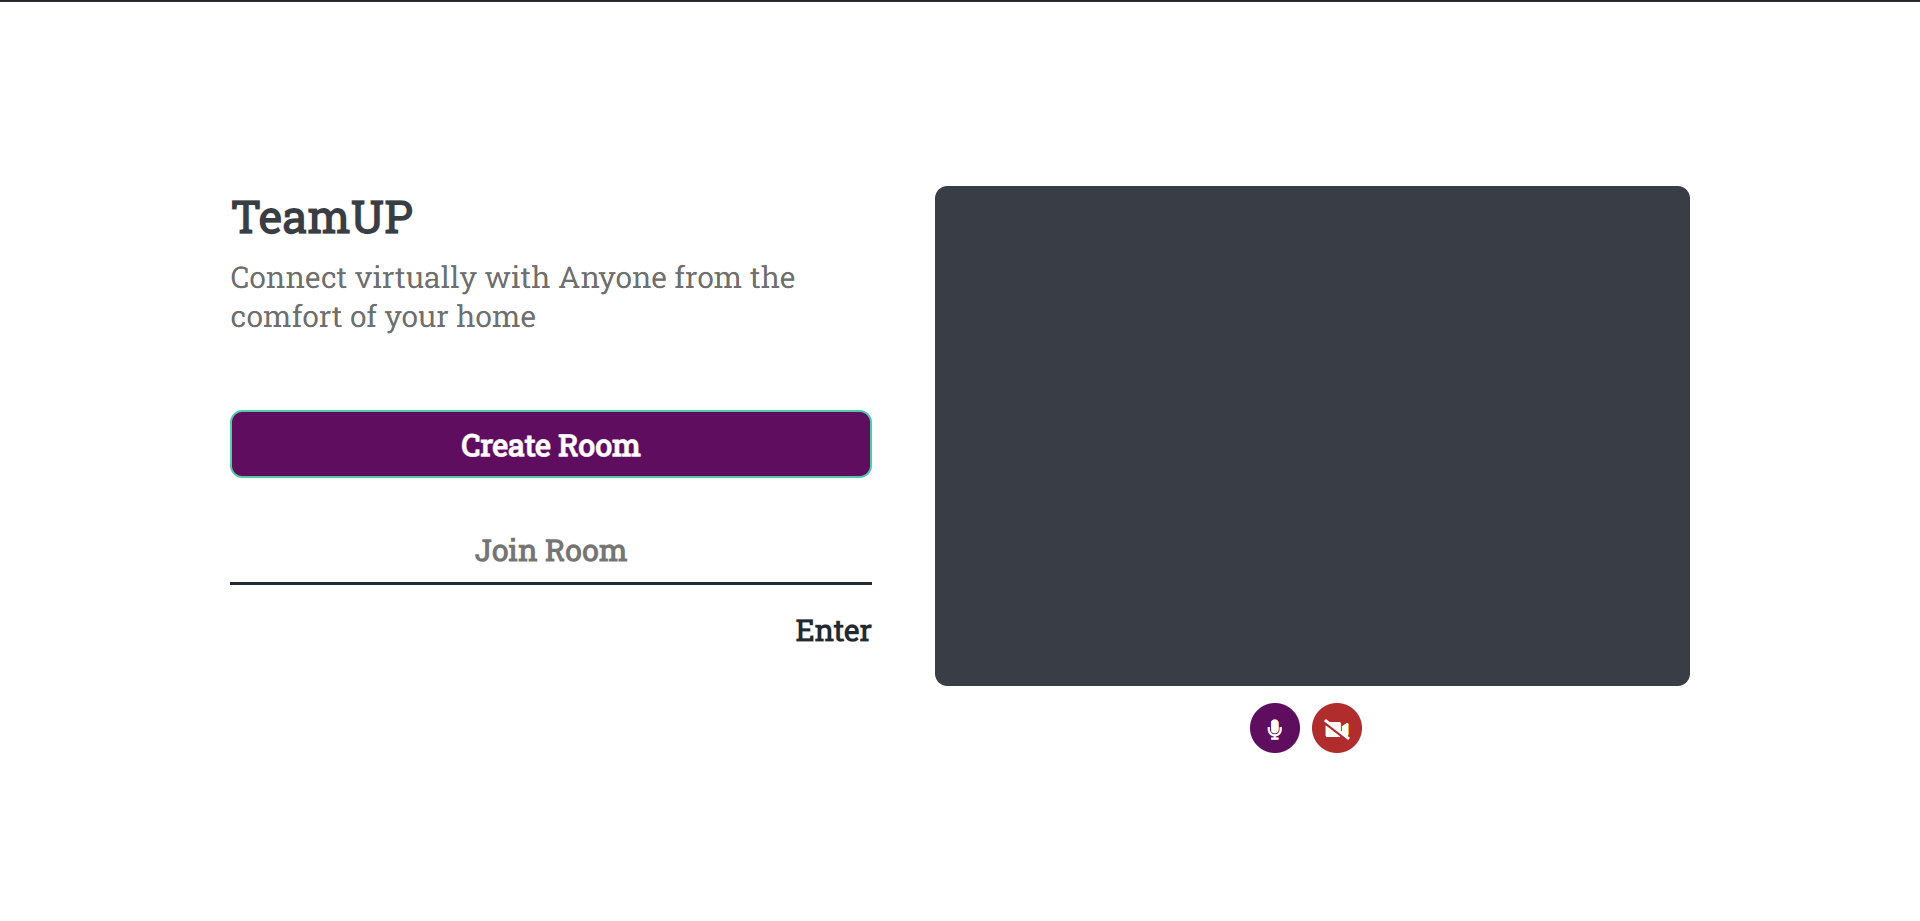 TeamUP
Connect virtually with Anyone from the
comfort of your home
Create Room
Join Room
Enter